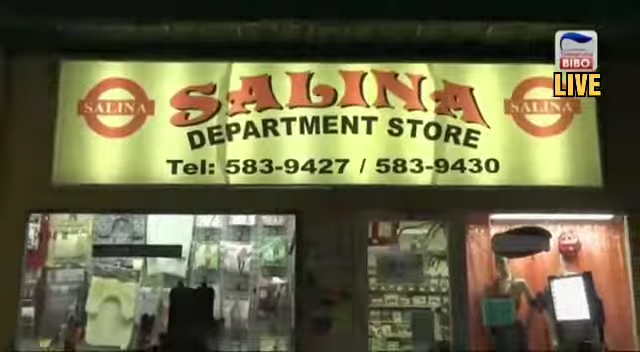 BIBO
LIVE
SALINA
SALINA
SALINA
DEPARTMENT STORE
Tel: 583-9427 / 583-9430